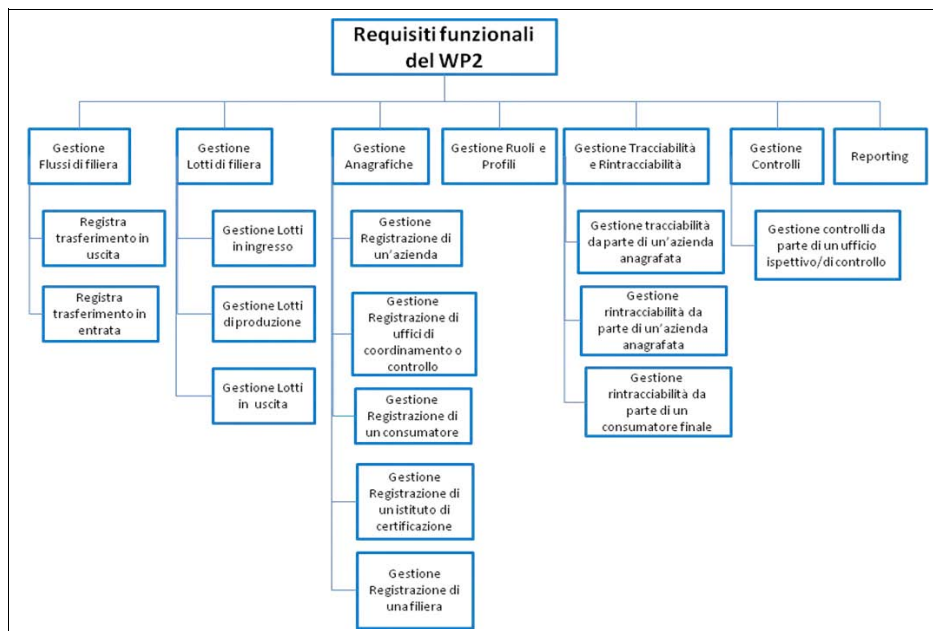 Requisiti funzionali
del WP2
Gestione
Flussi di filiera
Gestione
Lotti di filiera
Gestione
Anagrafiche
Gestione Ruoli e
Profili
Gestione Tracciabilità
e Rintracciabilità
Gestione
Controlli
Reporting
Registra
trasferimento in
uscita
Registra
trasferimento in
entrata
Gestione Lotti
in ingresso
Gestione Lotti
di produzione
Gestione Lotti
in uscita
Gestione
Registrazione di
un'azienda
Gestione
Registrazione di
uffici di
coordinamento o
controllo
Gestione
Registrazione di
un consumatore
Gestione
Registrazione di
un istituto di
certificazione
Gestione
Registrazione di
una filiera
Gestione tracciabilità
da parte di un'azienda
anagrafata
Gestione
rintracciabilità da
parte di un'azienda
anagrafata
Gestione
rintracciabilità da
parte di un
consumatore finale
Gestione controlli da
parte di un ufficio
ispettivo/di controllo